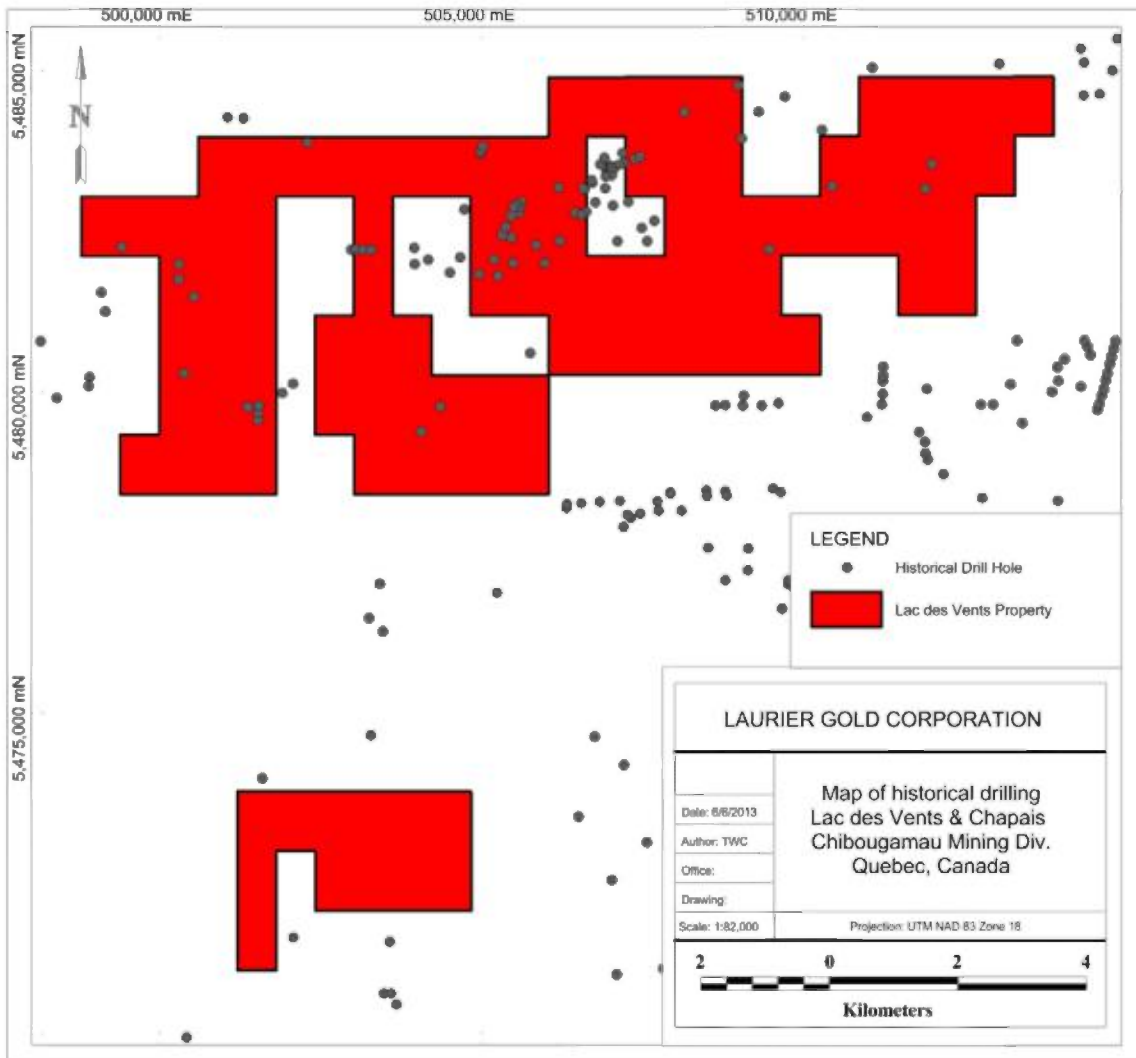 500,000 mE
505,000 mE
510,000 mE
5,485,000 mN
5,480,000 mN
5,475,000 mN
N
LEGEND
Historical Drill Hole
Lac des Vents Property
LAURIER GOLD CORPORATION
Date: 6/6/2013
Author: TWC
Office:
Drawing:
Scale: 1:82,000
Map of historical drilling
Lac des Vents & Chapais
Chibougamau Mining Div.
Quebec, Canada
Projection: UTM NAD 83 Zone 18
2 0 2 4
Kilometers